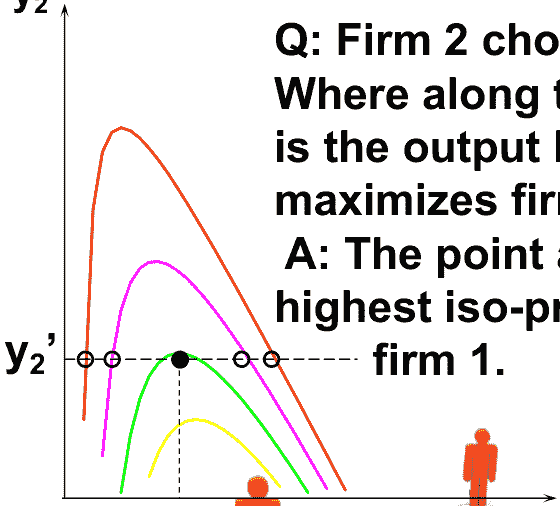 y₂
Q: Firm 2 cho
Where along t
is the output
maximizes fir
A: The point
highest iso-pr
y₂’
firm 1.